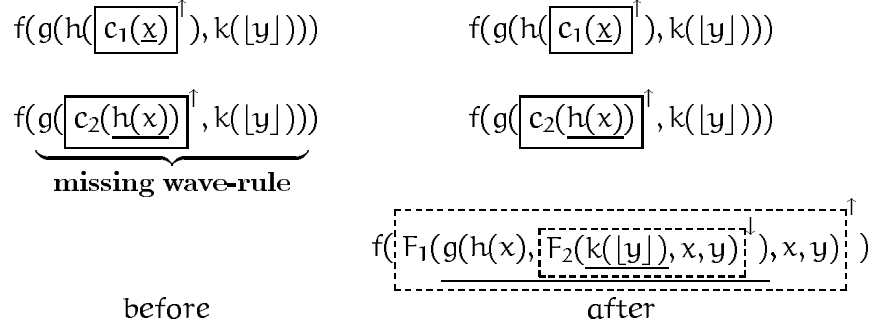 f(g(h(c₁(x)↑), k(⌊y⌋))) f(g(h(c₁(x)↑), k(⌊y⌋)))
f(g(c₂(h(x))↑, k(⌊y⌋))) f(g(c₂(h(x))↑, k(⌊y⌋)))
missing wave-rule
f(F₁(g(h(x), F₂(k(⌊y⌋), x, y)↓), x, y)↑)
before after